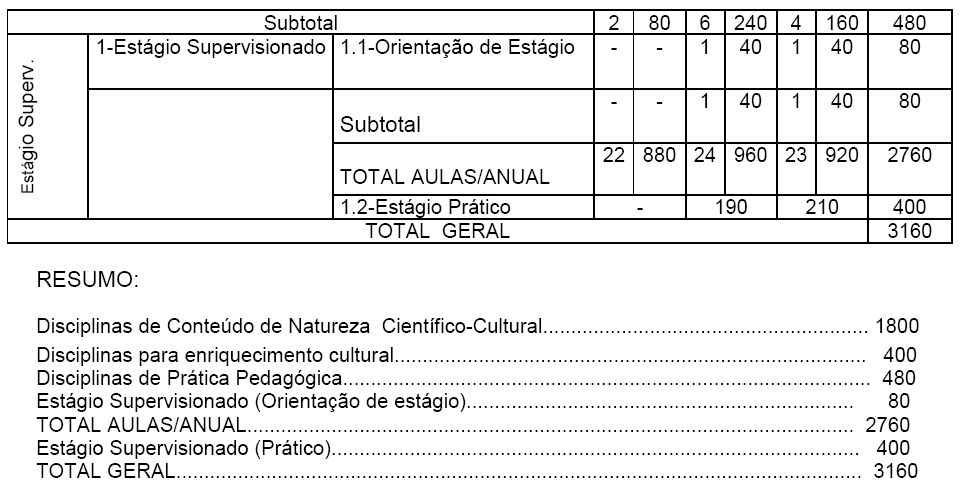 Subtotal 2 80 6 240 4 160 480
Estágio Superv.
1-Estágio Supervisionado 1.1-Orientação de Estágio - - 1 40 1 40 80
Subtotal - - 1 40 1 40 80
TOTAL AULAS/ANUAL 22 880 24 960 23 920 2760
1.2-Estágio Prático - 190 210 400
TOTAL GERAL 3160
RESUMO:
Disciplinas de Conteúdo de Natureza Científico-Cultural.......................................................... 1800
Disciplinas para enriquecimento cultural.................................................................................... 400
Disciplinas de Prática Pedagógica.............................................................................................. 480
Estágio Supervisionado (Orientação de estágio)..................................................................... 80
TOTAL AULAS/ANUAL............................................................................................................ 2760
Estágio Supervisionado (Prático).............................................................................................. 400
TOTAL GERAL.......................................................................................................................... 3160